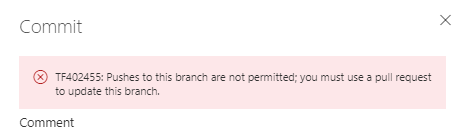 Commit
TF402455: Pushes to this branch are not permitted; you must use a pull request
to update this branch.
Comment